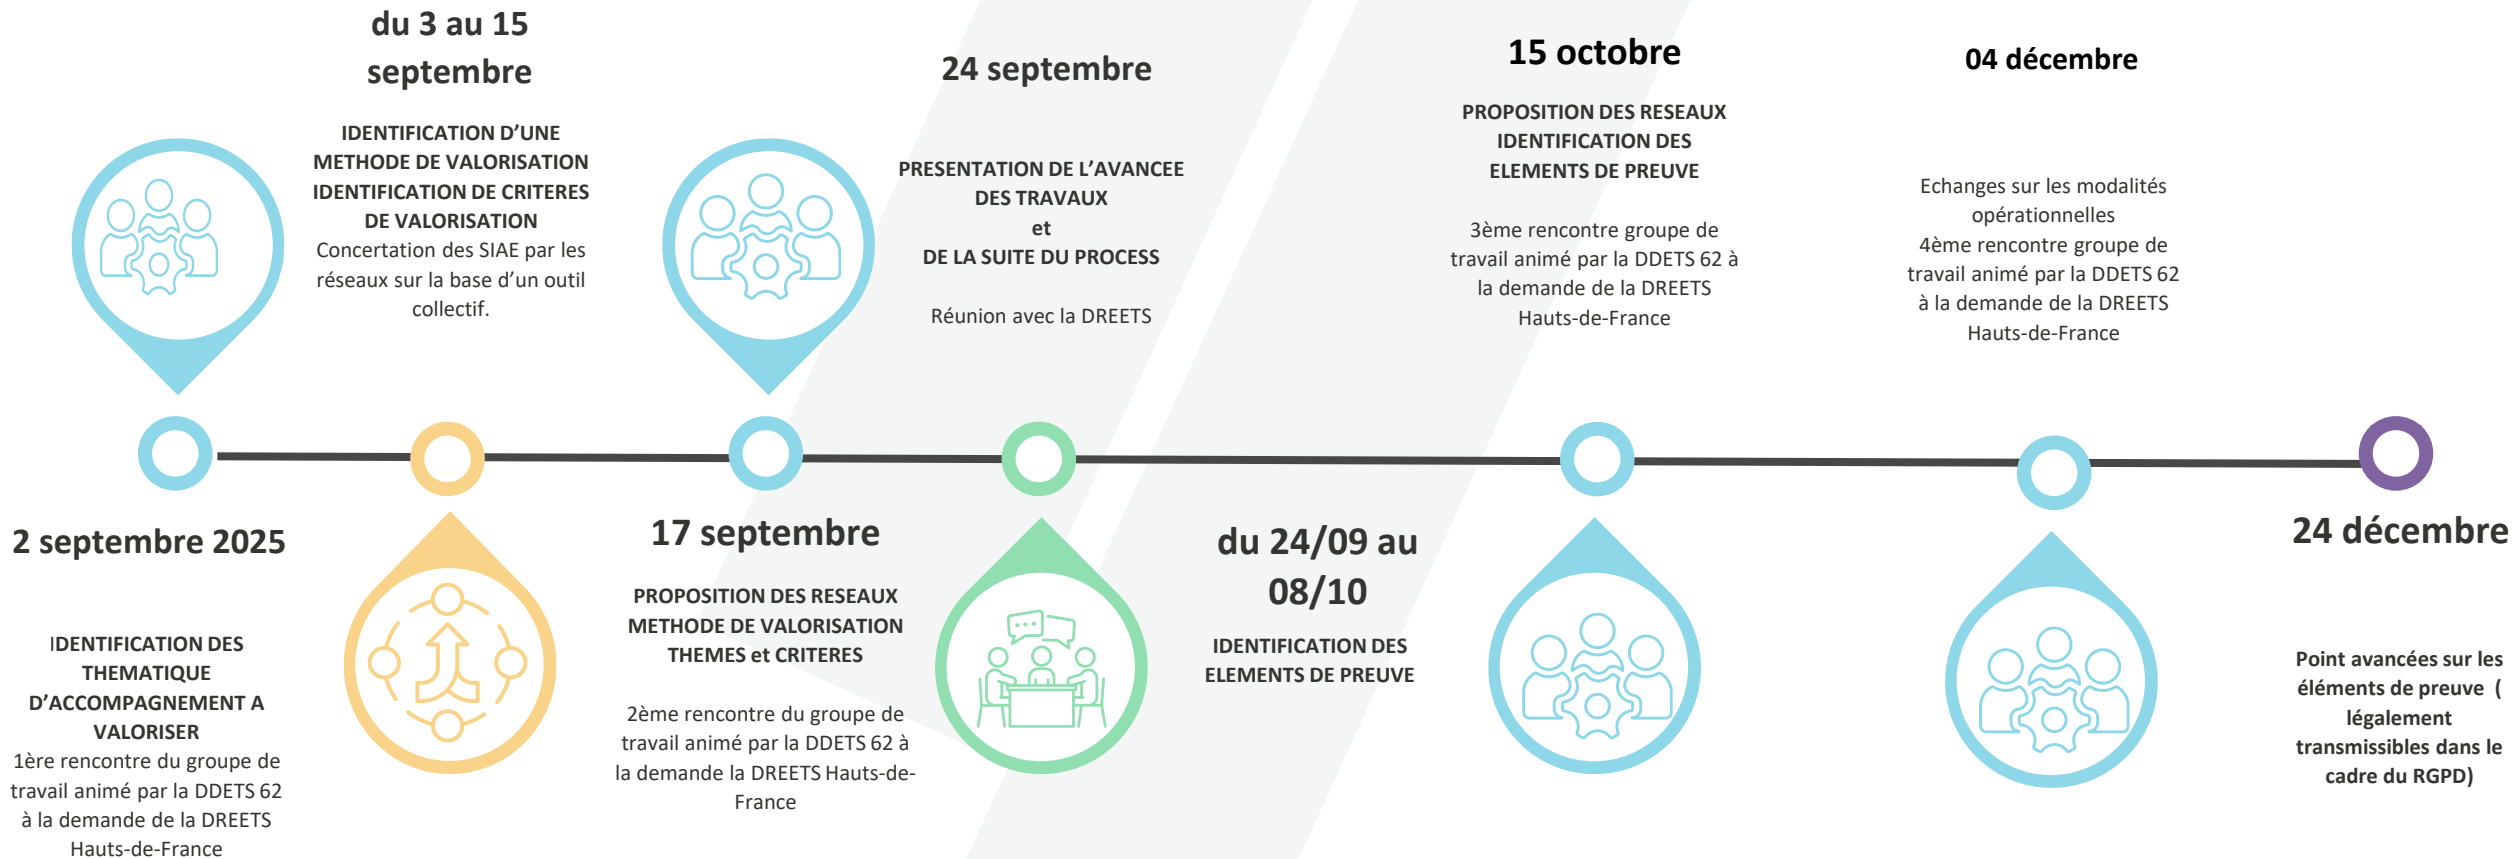 2 septembre 2025
IDENTIFICATION DES
THEMATIQUE
D’ACCOMPAGNEMENT A
VALORISER
1ère rencontre du groupe de
travail animé par la DDETS 62
à la demande de la DREETS
Hauts-de-France
du 3 au 15
septembre
IDENTIFICATION D’UNE
METHODE DE VALORISATION
IDENTIFICATION DE CRITERES
DE VALORISATION
Concertation des SIAE par les
réseaux sur la base d’un outil
collectif.
17 septembre
PROPOSITION DES RESEAUX
METHODE DE VALORISATION
THEMES et CRITERES
2ème rencontre du groupe de
travail animé par la DDETS 62 à
la demande la DREETS Hauts-de-
France
24 septembre
PRESENTATION DE L’AVANCEE
DES TRAVAUX
et
DE LA SUITE DU PROCESS
Réunion avec la DREETS
du 24/09 au
08/10
IDENTIFICATION DES
ELEMENTS DE PREUVE
15 octobre
PROPOSITION DES RESEAUX
IDENTIFICATION DES
ELEMENTS DE PREUVE
3ème rencontre groupe de
travail animé par la DDETS 62 à
la demande de la DREETS
Hauts-de-France
04 décembre
Echanges sur les modalités
opérationnelles
4ème rencontre groupe de
travail animé par la DDETS 62
à la demande de la DREETS
Hauts-de-France
24 décembre
Point avancées sur les
éléments de preuve (
légalement
transmissibles dans le
cadre du RGPD)